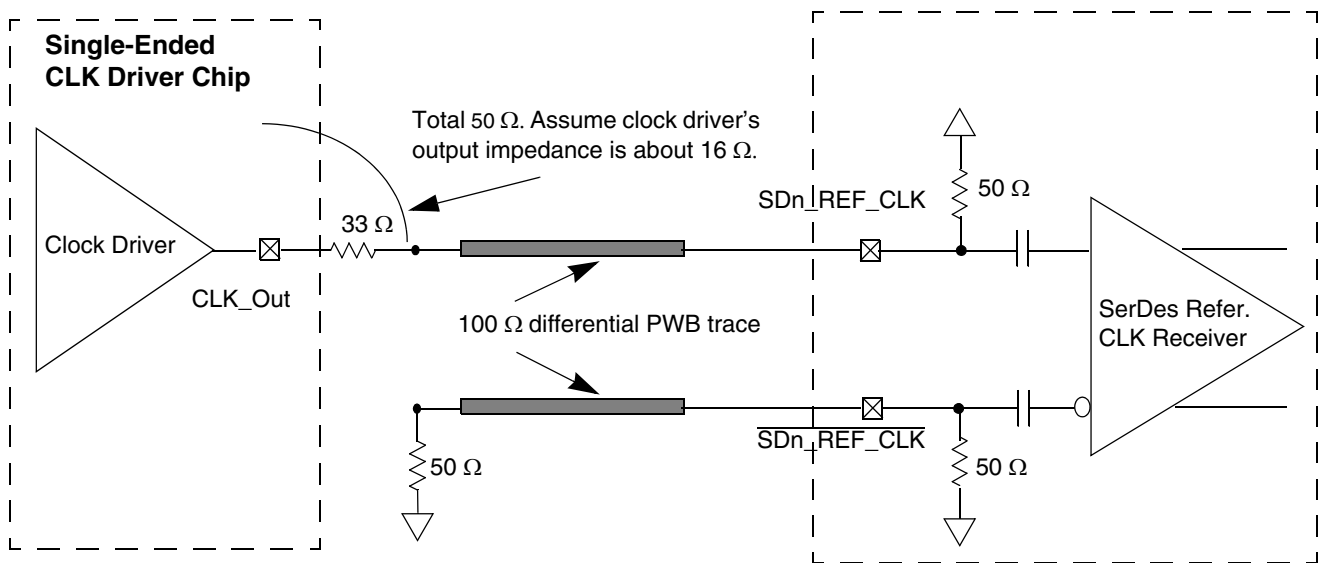 Single-Ended
CLK Driver Chip
Total 50 Ω. Assume clock driver's
output impedance is about 16 Ω.
SDn_REF_CLK
50 Ω
33 Ω
Clock Driver
CLK_Out
100 Ω differential PWB trace
SerDes Refer.
CLK Receiver
SDn_REF_CLK
50 Ω
50 Ω